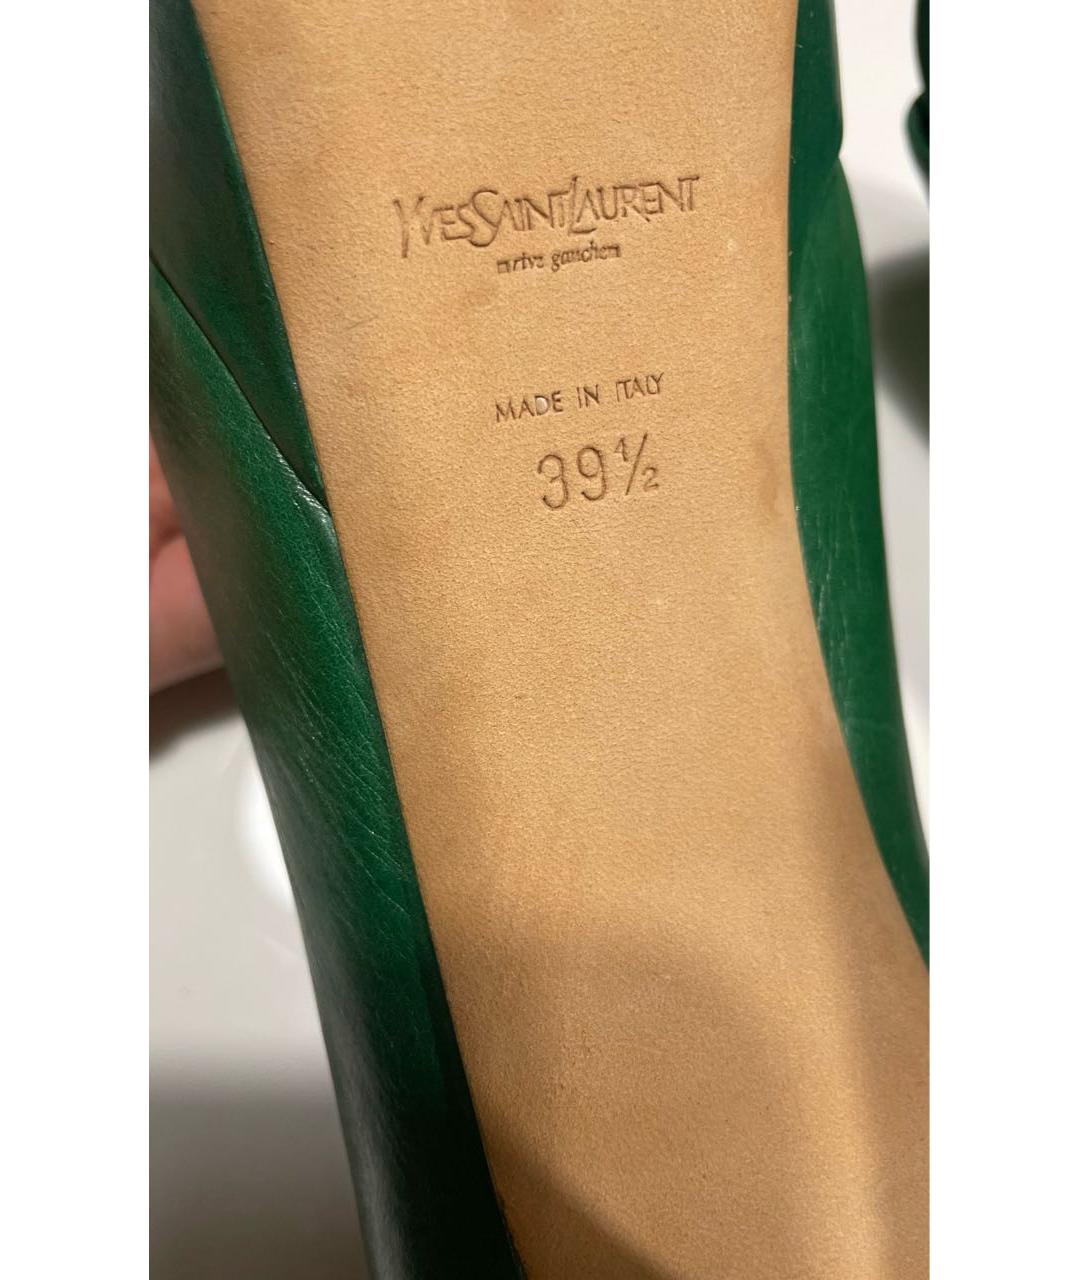 YVESSAINTLAURENT
rive gauche
MADE IN ITALY
39½